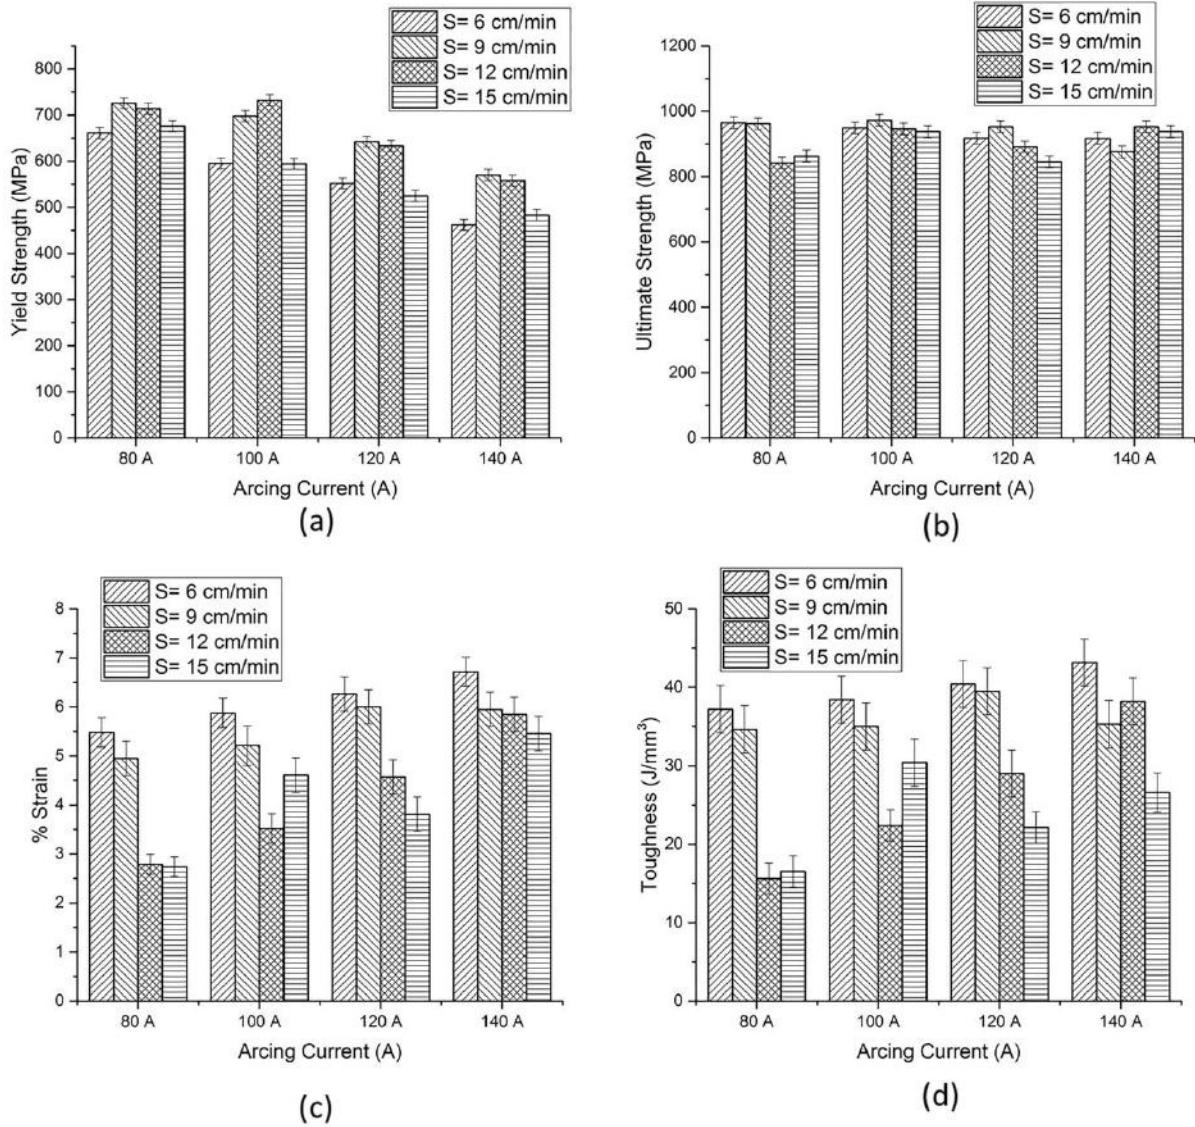 S= 6 cm/min
S= 9 cm/min
S= 12 cm/min
S= 15 cm/min
800
700
600
500
400
300
200
100
0
Yield Strength (MPa)
80 A
100 A
120 A
140 A
Arcing Current (A)
(a)
S= 6 cm/min
S= 9 cm/min
S= 12 cm/min
S= 15 cm/min
1200
1000
800
600
400
200
0
Ultimate Strength (MPa)
80 A
100 A
120 A
140 A
Arcing Current (A)
(b)
S= 6 cm/min
S= 9 cm/min
S= 12 cm/min
S= 15 cm/min
8
7
6
5
4
3
2
1
0
% Strain
80 A
100 A
120 A
140 A
Arcing Current (A)
(c)
S= 6 cm/min
S= 9 cm/min
S= 12 cm/min
S= 15 cm/min
50
40
30
20
10
0
Toughness (J/mm³)
80 A
100 A
120 A
140 A
Arcing Current (A)
(d)